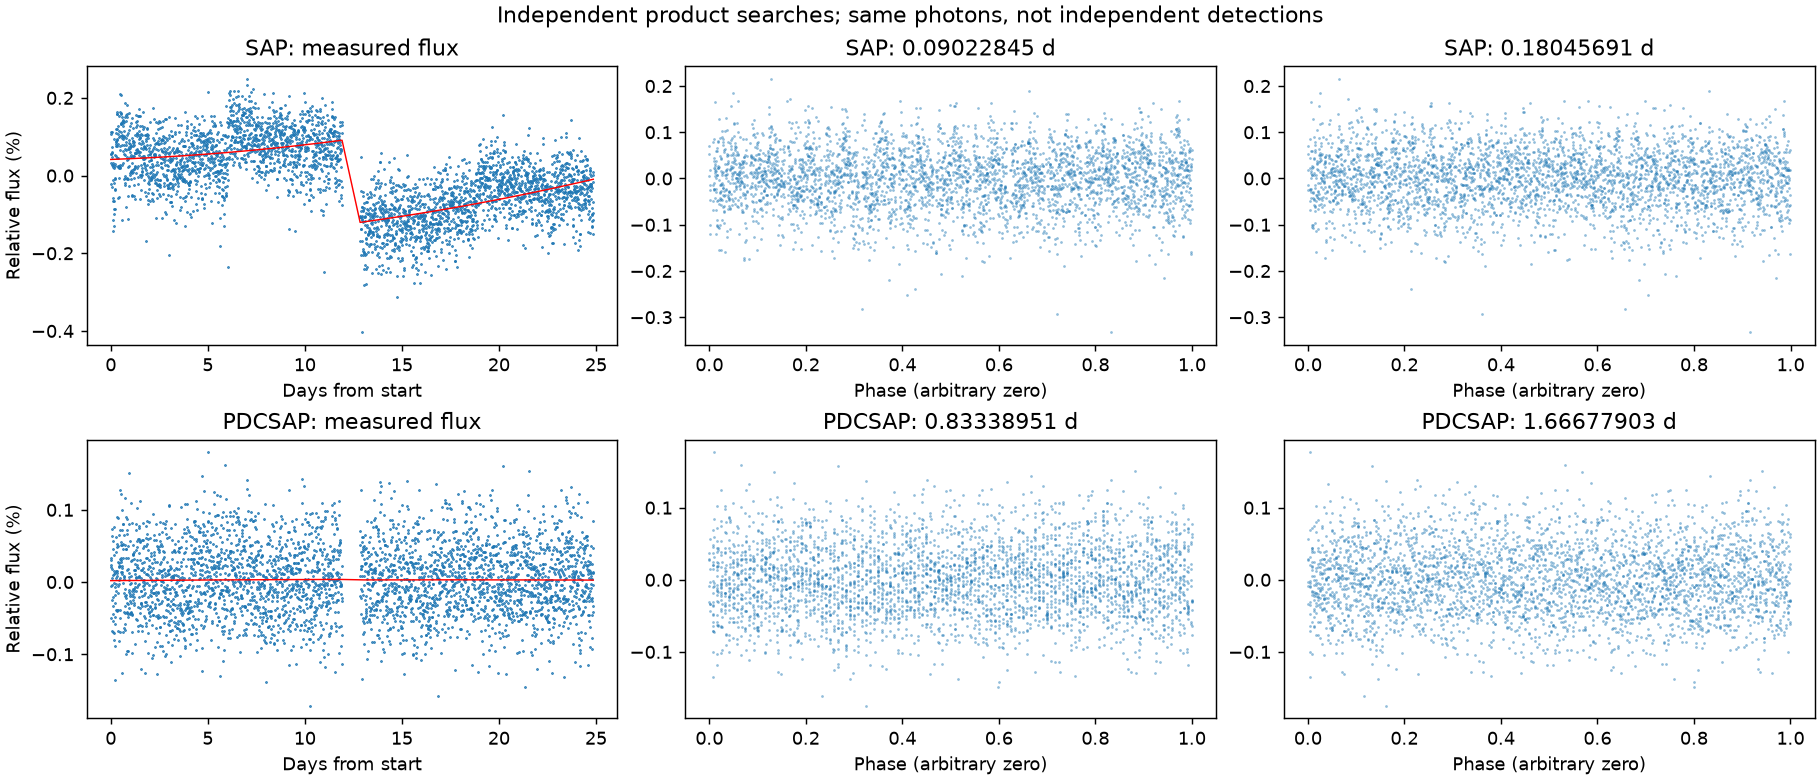 Independent product searches; same photons, not independent detections
SAP: measured flux
SAP: 0.09022845 d
SAP: 0.18045691 d
Relative flux (%)
0.2
0.0
−0.2
−0.4
0 5 10 15 20 25
Days from start
0.2
0.1
0.0
−0.1
−0.2
−0.3
0.0 0.2 0.4 0.6 0.8 1.0
Phase (arbitrary zero)
0.2
0.1
0.0
−0.1
−0.2
−0.3
0.0 0.2 0.4 0.6 0.8 1.0
Phase (arbitrary zero)
PDCSAP: measured flux
PDCSAP: 0.83338951 d
PDCSAP: 1.66677903 d
Relative flux (%)
0.1
0.0
−0.1
0 5 10 15 20 25
Days from start
0.1
0.0
−0.1
0.0 0.2 0.4 0.6 0.8 1.0
Phase (arbitrary zero)
0.1
0.0
−0.1
0.0 0.2 0.4 0.6 0.8 1.0
Phase (arbitrary zero)